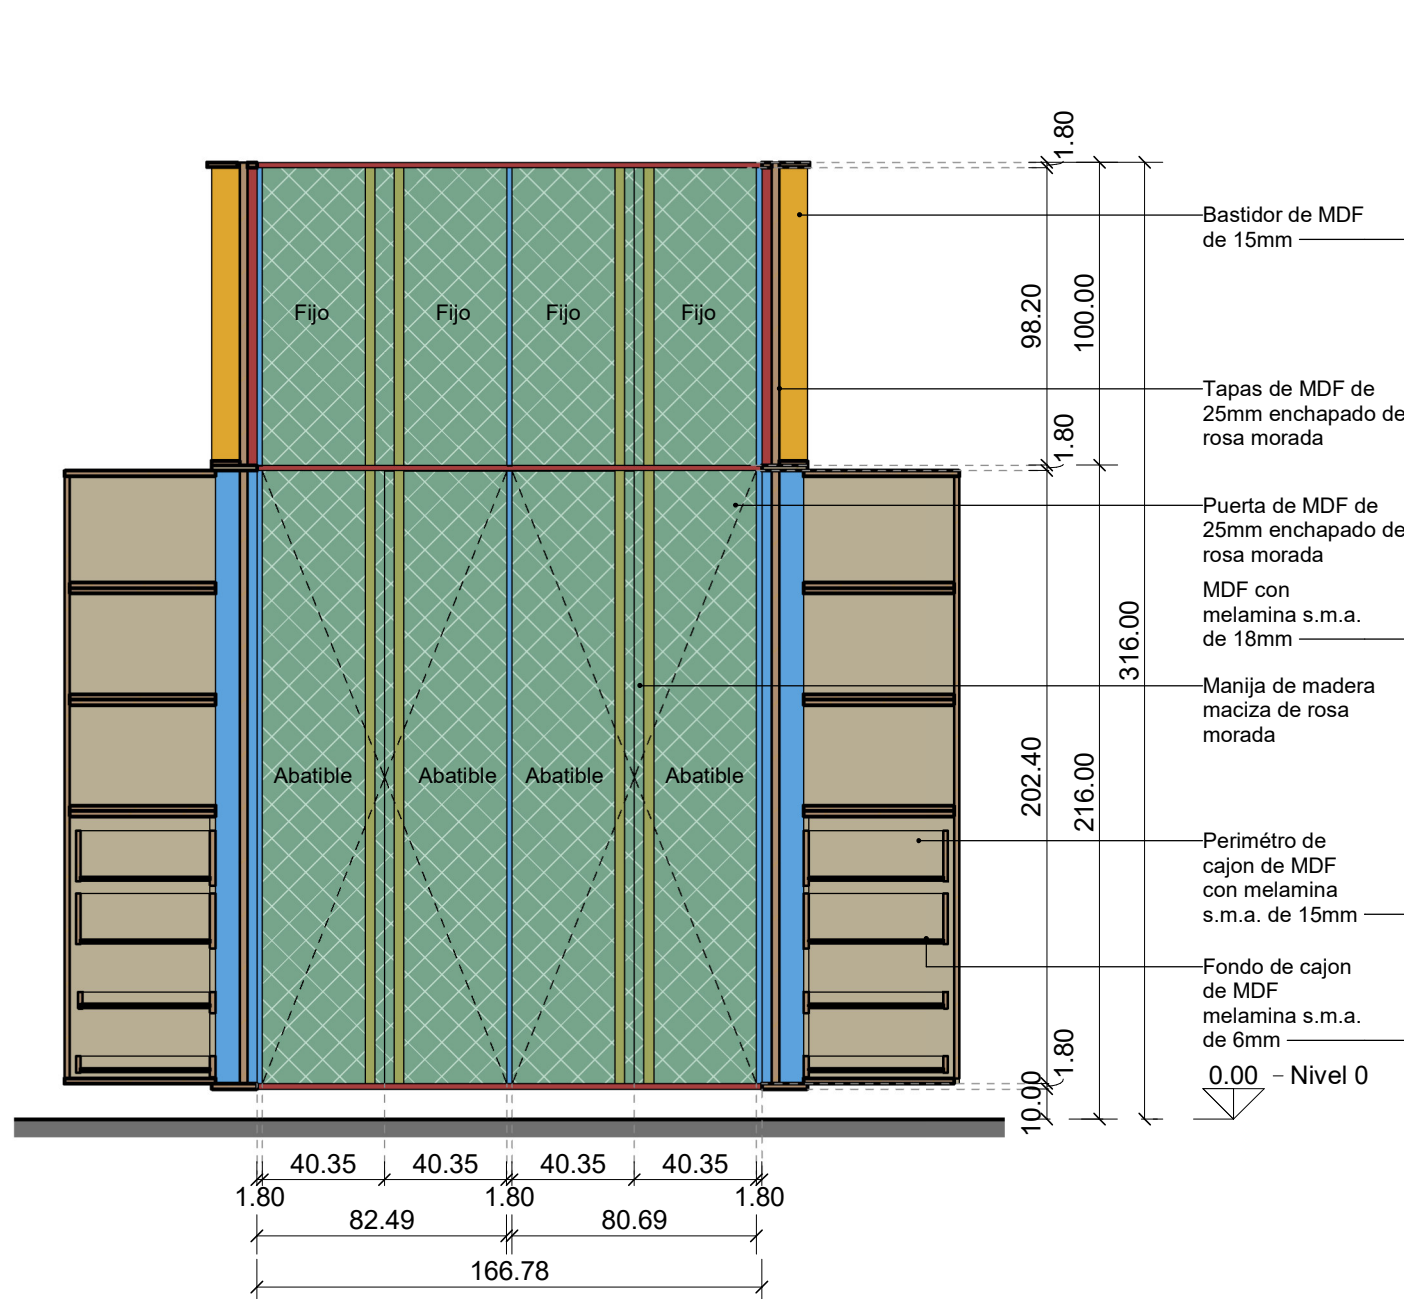 1.80
Bastidor de MDF
de 15mm
98.20
100.00
Fijo
Fijo
Fijo
Fijo
Tapas de MDF de
25mm enchapado de
rosa morada
1.80
Puerta de MDF de
25mm enchapado de
rosa morada
MDF con
melamina s.m.a.
de 18mm
316.00
Manija de madera
maciza de rosa
morada
202.40
216.00
Abatible
Abatible
Abatible
Abatible
Perimétro de
cajon de MDF
con melamina
s.m.a. de 15mm
Fondo de cajon
de MDF
melamina s.m.a.
de 6mm
1.80
10.00
0.00 – Nivel 0
40.35
40.35
40.35
40.35
1.80
1.80
1.80
82.49
80.69
166.78